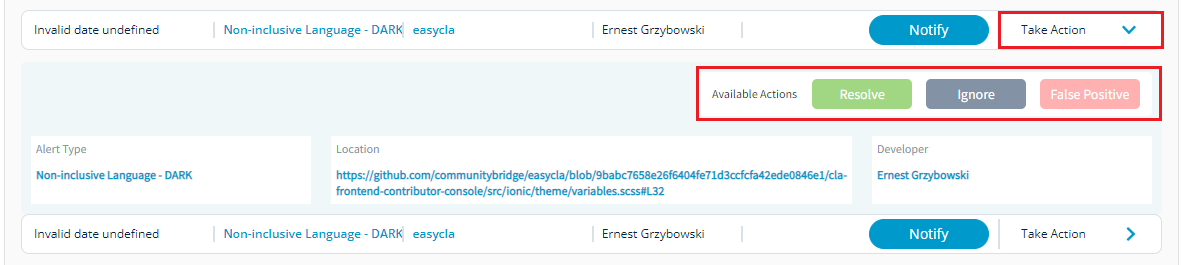 Invalid date undefined Non-inclusive Language - DARK easycla Ernest Grzybowski Notify Take Action
Available Actions Resolve Ignore False Positive
Alert Type Location Developer
Non-inclusive Language - DARK https://github.com/communitybridge/easycla/blob/9babc7658e26f6404fe71d3ccfcfa42ede0846e1/cla- Ernest Grzybowski
frontend-contributor-console/src/ionic/theme/variables.scss#L32
Invalid date undefined Non-inclusive Language - DARK easycla Ernest Grzybowski Notify Take Action